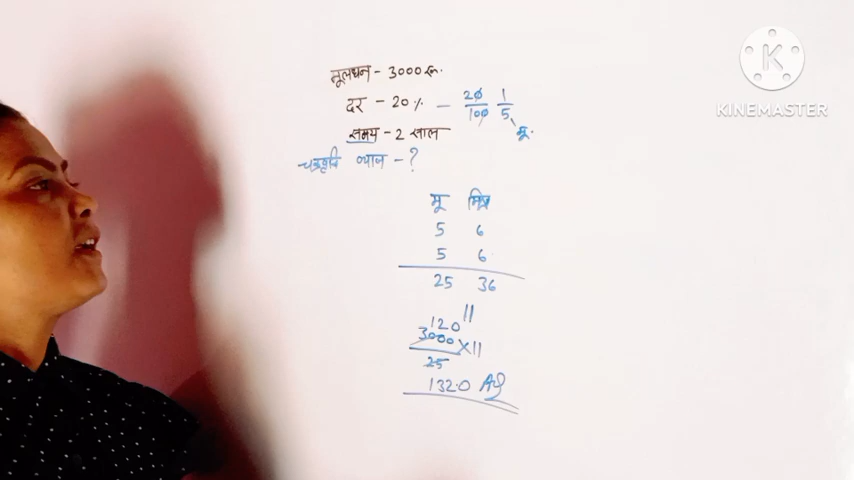 मूलधन - 3000 रू.
दर - 20% - 20/100 1/5 मू.
समय - 2 साल
चक्रवृद्धि ब्याज - ?
मू मिश्र
5 6
5 6
25 36
11
120
3000 × 11
25
1320 Ans
KINEMASTER